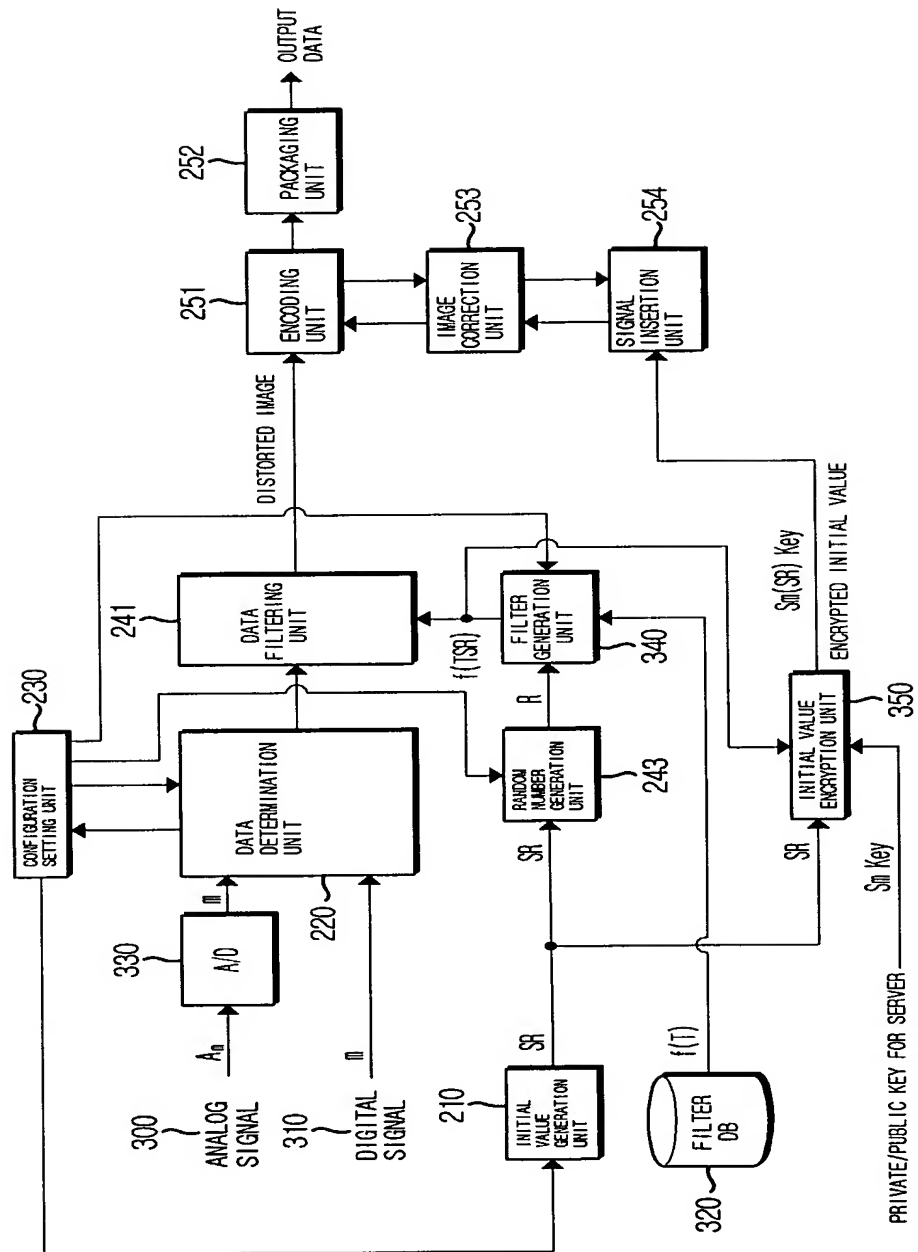 230
CONFIGURATION
SETTING UNIT
300
ANALOG
SIGNAL
An
330
A/D
m
310
DIGITAL
SIGNAL
m
220
DATA
DETERMINATION
UNIT
241
DATA
FILTERING
UNIT
DISTORTED IMAGE
251
ENCODING
UNIT
252
PACKAGING
UNIT
OUTPUT
DATA
253
IMAGE
CORRECTION
UNIT
254
SIGNAL
INSERTION
UNIT
210
INITIAL
VALUE
GENERATION
UNIT
SR
SR
243
RANDOM
NUMBER
GENERATION
UNIT
R
340
FILTER
GENERATION
UNIT
f(TSR)
320
FILTER
DB
f(T)
SR
350
INITIAL VALUE
ENCRYPTION UNIT
Sm(SR) Key
ENCRYPTED INITIAL VALUE
Sm Key
PRIVATE/PUBLIC KEY FOR SERVER